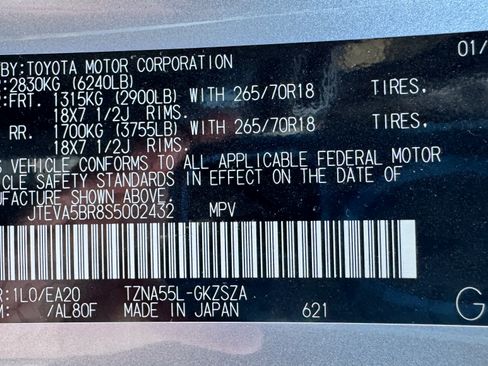 BY:TOYOTA MOTOR CORPORATION 01/
R:2830KG (6240LB)
R:FRT. 1315KG (2900LB) WITH 265/70R18 TIRES,
18X7 1/2J RIMS.
RR. 1700KG (3755LB) WITH 265/70R18 TIRES,
18X7 1/2J RIMS.
S VEHICLE CONFORMS TO ALL APPLICABLE FEDERAL MOTOR
ICLE SAFETY STANDARDS IN EFFECT ON THE DATE OF
UFACTURE SHOWN ABOVE.
JTEVA5BR8S5002432 MPV
R:1L0/EA20 TZNA55L-GKZSZA G
M: /AL80F MADE IN JAPAN 621